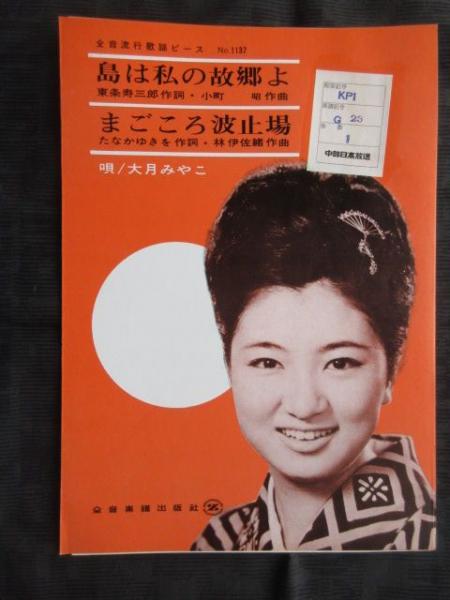 全音流行歌謡ピース No.1137
島は私の故郷よ
東条寿三郎作詞・小町 昭作曲
まごころ波止場
たなかゆきを作詞・林伊佐緒作曲
唄/大月みやこ
KPI
G 23
1
中部日本放送
全音楽譜出版社